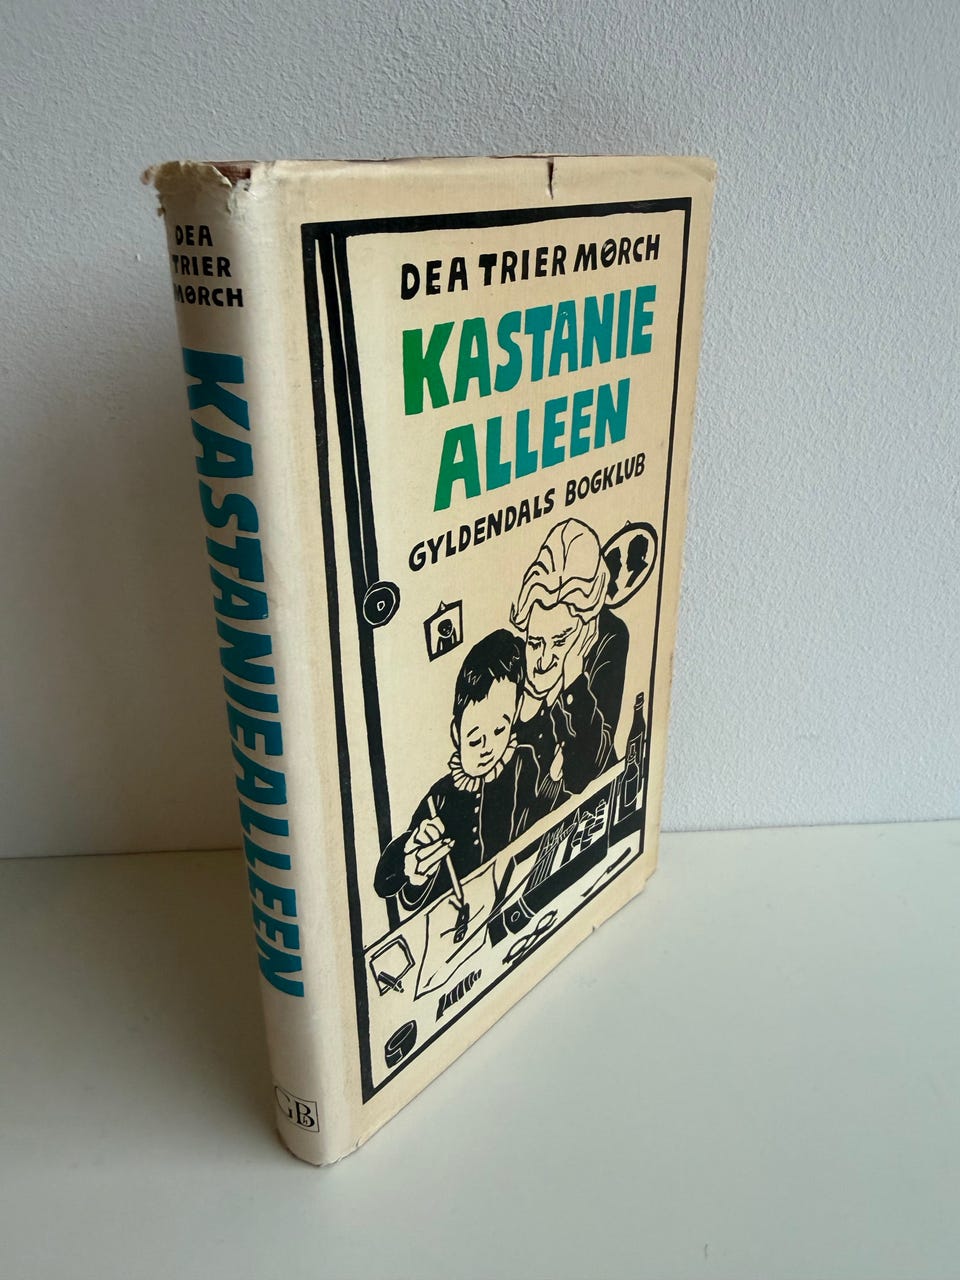 DEA
TRIER
MØRCH
KASTANIEALLEEN
GB
DEA TRIER MØRCH
KASTANIE
ALLEEN
GYLDENDALS BOGKLUB